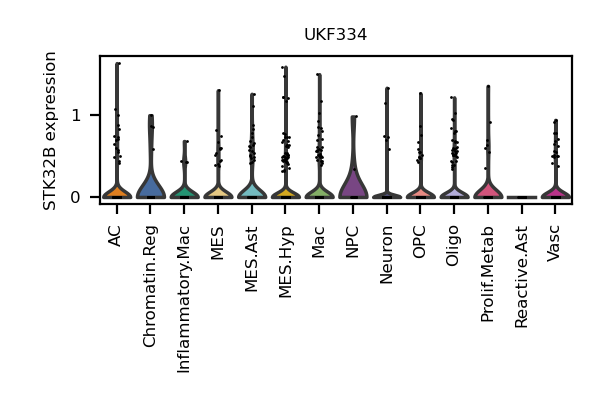 UKF334
STK32B expression
1
0
AC
Chromatin.Reg
Inflammatory.Mac
MES
MES.Ast
MES.Hyp
Mac
NPC
Neuron
OPC
Oligo
Prolif.Metab
Reactive.Ast
Vasc